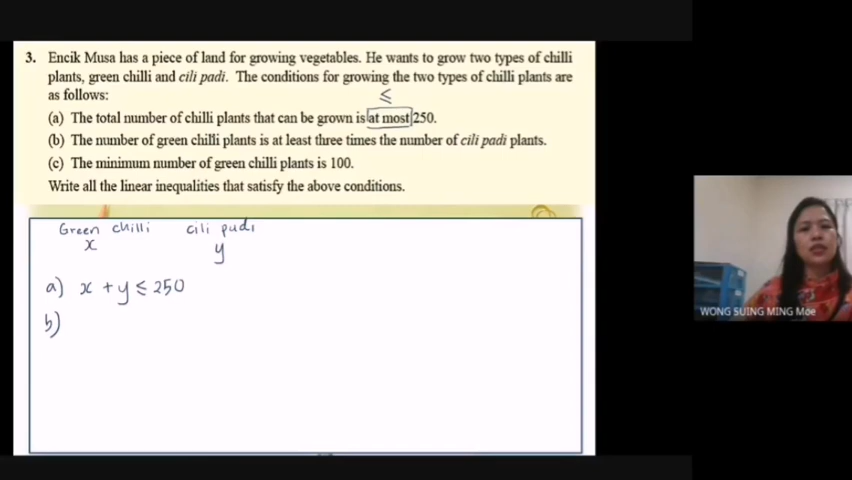 3. Encik Musa has a piece of land for growing vegetables. He wants to grow two types of chilli
plants, green chilli and cili padi. The conditions for growing the two types of chilli plants are
as follows:
≤
(a) The total number of chilli plants that can be grown is at most 250.
(b) The number of green chilli plants is at least three times the number of cili padi plants.
(c) The minimum number of green chilli plants is 100.
Write all the linear inequalities that satisfy the above conditions.
Green chilli cili padi
x y
a) x + y ≤ 250
b)
WONG SUING MING Moe